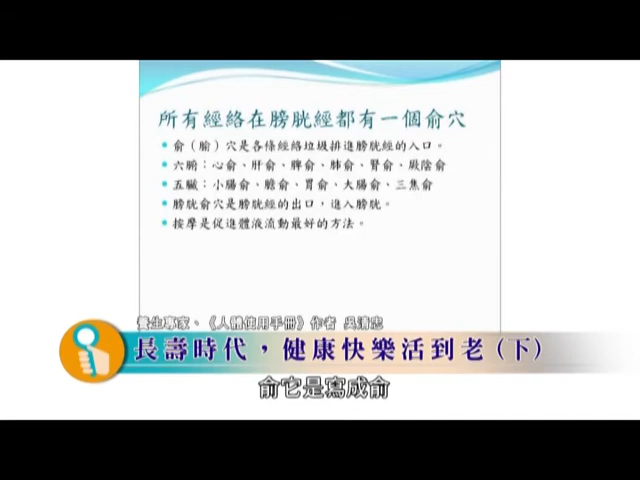 所有經絡在膀胱經都有一個俞穴
俞（腧）穴是各條經絡垃圾排進膀胱經的入口。
六腑：心俞、肝俞、脾俞、肺俞、腎俞、厥陰俞
五臟：小腸俞、膽俞、胃俞、大腸俞、三焦俞
膀胱俞穴是膀胱經的出口，進入膀胱。
按摩是促進體液流動最好的方法。
養生專家、《人體使用手冊》作者 吳清忠
長壽時代，健康快樂活到老（下）
俞它是寫成俞